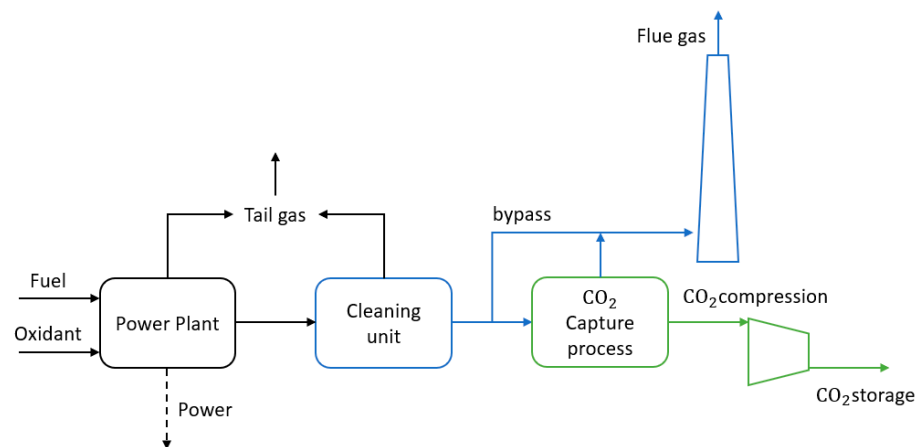 Flue gas
Tail gas
bypass
Fuel
Oxidant
Power Plant
Cleaning
unit
CO₂
Capture
process
CO₂compression
Power
CO₂storage